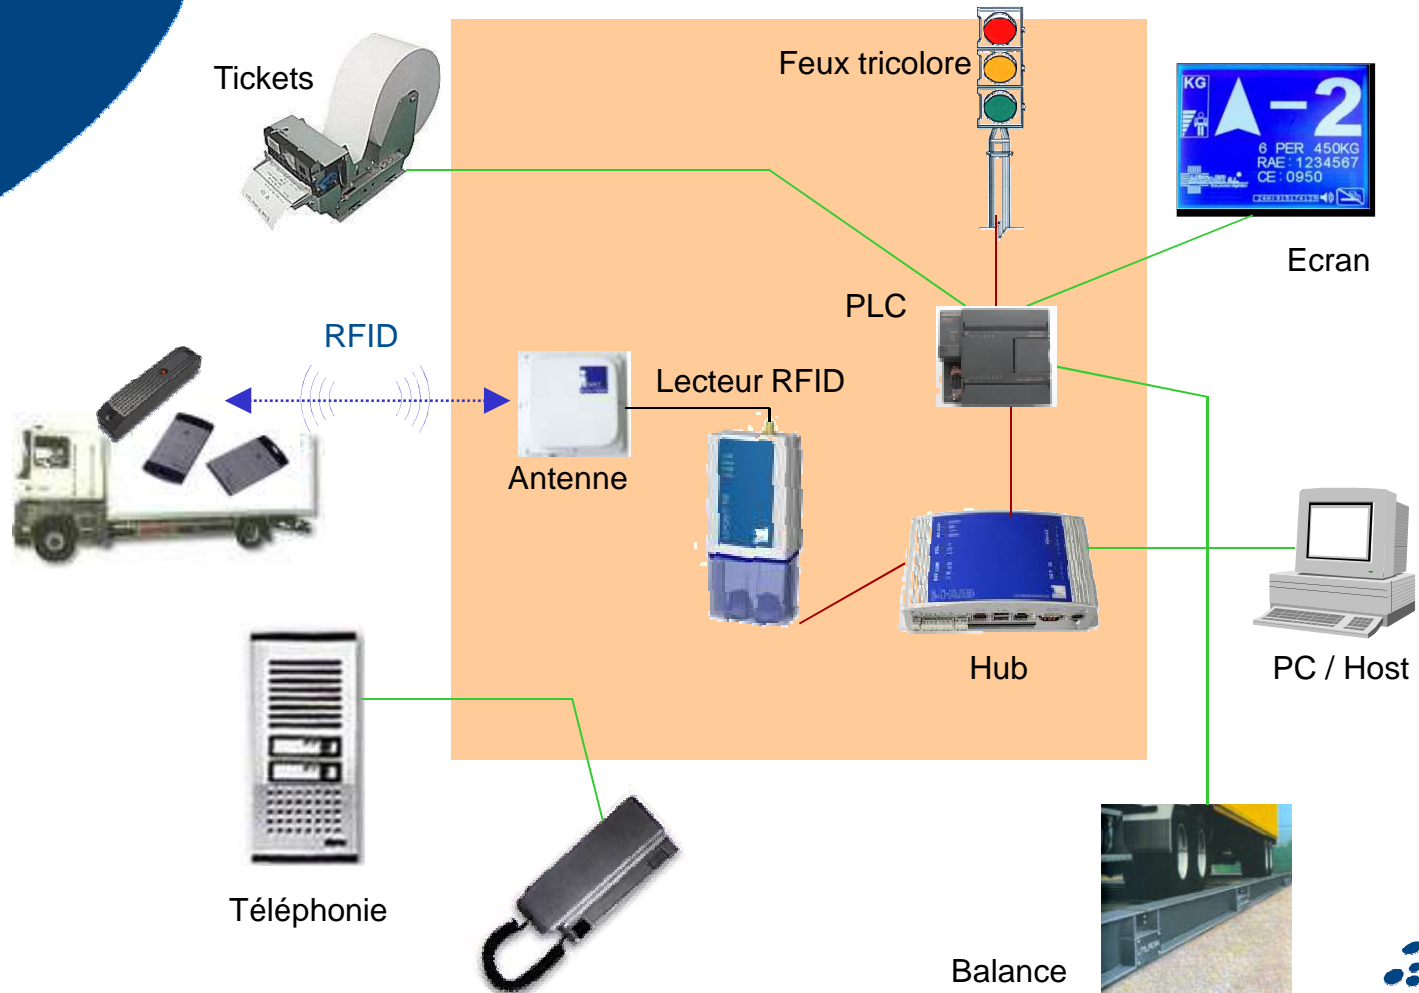 Tickets
Feux tricolore
KG
-2
6 PER 450KG
RAE: 1234567
CE: 0950
Ecran
PLC
RFID
Lecteur RFID
Antenne
Hub
PC / Host
Téléphonie
Balance